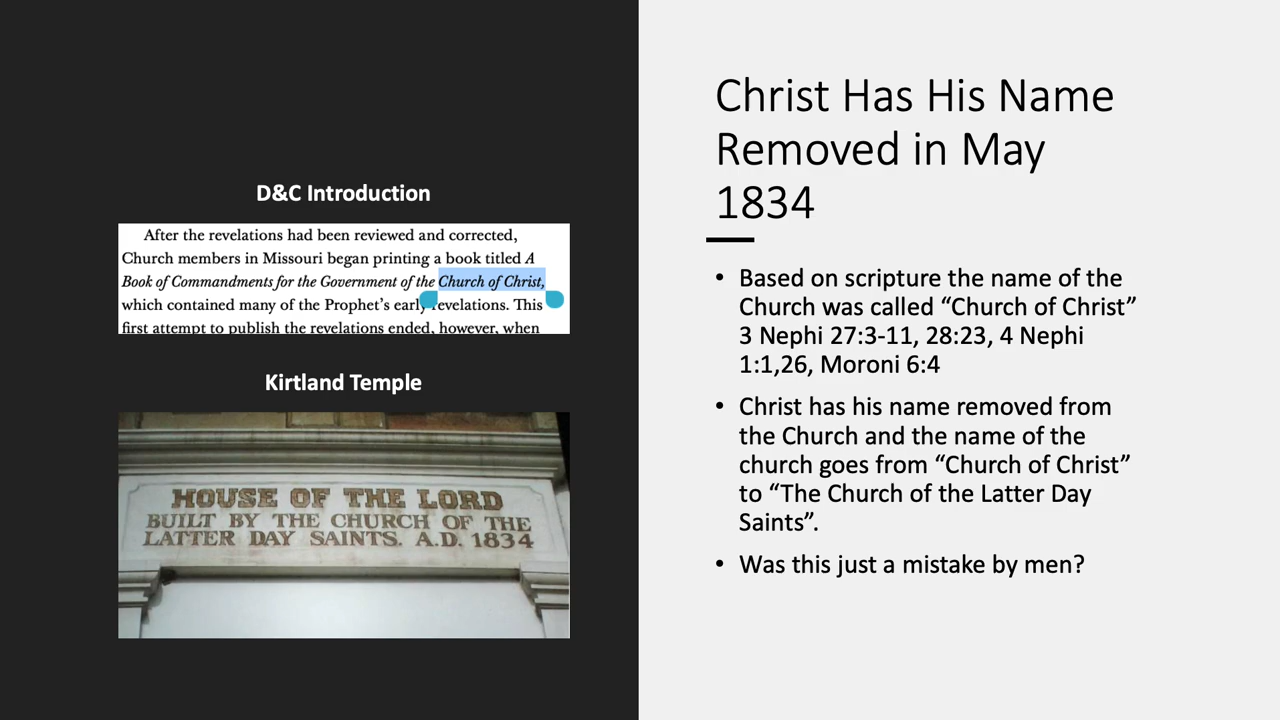 D&C Introduction
After the revelations had been reviewed and corrected,
Church members in Missouri began printing a book titled A
Book of Commandments for the Government of the Church of Christ,
which contained many of the Prophet's early revelations. This
first attempt to publish the revelations ended, however, when
Kirtland Temple
HOUSE OF THE LORD
BUILT BY THE CHURCH OF THE
LATTER DAY SAINTS. A.D. 1834
Christ Has His Name
Removed in May
1834
• Based on scripture the name of the
Church was called “Church of Christ”
3 Nephi 27:3-11, 28:23, 4 Nephi
1:1,26, Moroni 6:4
• Christ has his name removed from
the Church and the name of the
church goes from “Church of Christ”
to “The Church of the Latter Day
Saints”.
• Was this just a mistake by men?